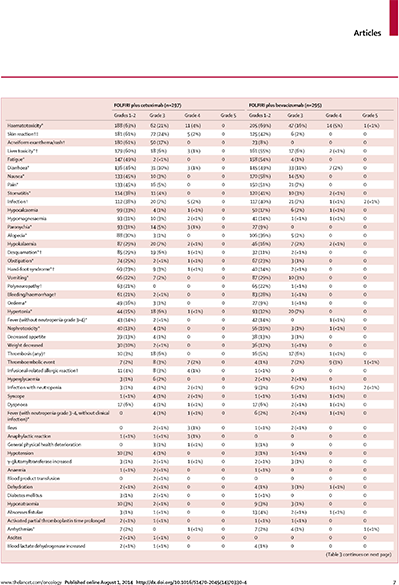 Articles
FOLFIRI plus cetuximab (n=297) FOLFIRI plus bevacizumab (n=295)
Grades 1–2 Grade 3 Grade 4 Grade 5 Grades 1–2 Grade 3 Grade 4 Grade 5
Haematotoxicity* 188 (63%) 62 (21%) 11 (4%) 0 205 (69%) 47 (16%) 14 (5%) 1 (<1%)
Skin reaction†‡ 181 (61%) 72 (24%) 5 (2%) 0 125 (42%) 6 (2%) 0 0
Acneiform exanthema/rash† 180 (61%) 50 (17%) 0 0 23 (8%) 0 0 0
Liver toxicity*† 179 (60%) 18 (6%) 3 (1%) 0 161 (55%) 17 (6%) 2 (<1%) 0
Fatigue* 147 (49%) 2 (<1%) 0 0 158 (54%) 4 (1%) 0 0
Diarrhoea* 136 (46%) 31 (10%) 3 (1%) 0 145 (49%) 33 (11%) 2 (2%) 0
Nausea* 133 (45%) 10 (3%) 0 0 170 (58%) 14 (5%) 0 0
Pain* 133 (45%) 16 (5%) 0 0 150 (51%) 21 (7%) 0 0
Stomatitis* 114 (38%) 11 (4%) 0 0 120 (41%) 10 (3%) 2 (<1%) 0
Infection* 112 (38%) 20 (7%) 5 (2%) 0 117 (40%) 21 (7%) 1 (<1%) 2 (<1%)
Hypocalcaemia 99 (33%) 4 (1%) 1 (<1%) 0 50 (17%) 6 (2%) 1 (<1%) 0
Hypomagnesaemia 93 (31%) 10 (3%) 2 (<1%) 0 41 (14%) 1 (<1%) 1 (<1%) 0
Paronychia* 93 (31%) 14 (5%) 3 (1%) 0 27 (9%) 0 0 0
Alopecia* 88 (30%) 3 (1%) 0 0 106 (36%) 5 (2%) 0 0
Hypokalaemia 87 (29%) 20 (7%) 2 (<1%) 0 46 (16%) 7 (2%) 2 (<1%) 0
Desquamation*† 85 (29%) 19 (6%) 1 (<1%) 0 32 (11%) 2 (<1%) 0 0
Obstipation* 74 (25%) 2 (<1%) 1 (<1%) 0 67 (23%) 3 (1%) 0 0
Hand-foot syndrome*† 69 (23%) 9 (3%) 1 (<1%) 0 40 (14%) 2 (<1%) 0 0
Vomiting* 66 (22%) 7 (2%) 0 0 87 (29%) 10 (3%) 0 0
Polyneuropathy† 63 (21%) 0 0 0 65 (22%) 1 (<1%) 0 0
Bleeding/haemorrhage† 61 (21%) 2 (<1%) 0 0 83 (28%) 1 (<1%) 0 0
Oedema* 49 (16%) 3 (1%) 0 0 27 (9%) 1 (<1%) 0 0
Hypertonia* 44 (15%) 18 (6%) 1 (<1%) 0 93 (32%) 20 (7%) 0 0
Fever (without neutropenia grade 3–4)* 43 (14%) 2 (<1%) 0 0 42 (14%) 0 1 (<1%) 0
Nephrotoxicity* 40 (13%) 4 (1%) 0 0 56 (19%) 3 (1%) 1 (<1%) 0
Decreased appetite 39 (13%) 4 (1%) 0 0 38 (13%) 3 (1%) 0 0
Weight decreased 30 (10%) 2 (<1%) 0 0 36 (12%) 1 (<1%) 0 0
Thrombosis (any)† 10 (3%) 18 (6%) 0 0 16 (5%) 17 (6%) 1 (<1%) 0
Thromboembolic event 7 (2%) 8 (3%) 7 (2%) 0 4 (1%) 7 (2%) 9 (3%) 1 (<1%)
Infusional-related allergic reaction† 11 (4%) 8 (3%) 4 (1%) 0 1 (<1%) 0 0 0
Hyperglycaemia 3 (1%) 6 (2%) 0 0 2 (<1%) 2 (<1%) 0 0
Infection with neutropenia 3 (1%) 4 (1%) 2 (<1%) 0 9 (3%) 6 (2%) 1 (<1%) 2 (<1%)
Syncope 1 (<1%) 4 (1%) 2 (<1%) 0 1 (<1%) 1 (<1%) 1 (<1%) 0
Dyspnoea 17 (6%) 4 (1%) 1 (<1%) 0 17 (6%) 2 (<1%) 1 (<1%) 0
Fever (with neutropenia grade 3–4, without clinical infection)* 0 4 (1%) 1 (<1%) 0 6 (2%) 2 (<1%) 1 (<1%) 0
Ileus 0 2 (<1%) 3 (1%) 0 1 (<1%) 2 (<1%) 0 0
Anaphylactic reaction 1 (<1%) 1 (<1%) 3 (1%) 0 0 0 0 0
General physical health deterioration 0 3 (1%) 1 (<1%) 0 3 (1%) 0 0 0
Hypotension 10 (3%) 4 (1%) 0 0 3 (1%) 1 (<1%) 0 0
γ-glutamyltransferase increased 3 (1%) 2 (<1%) 1 (<1%) 0 2 (<1%) 3 (1%) 0 0
Anaemia 1 (<1%) 2 (<1%) 0 0 1 (<1%) 0 0 0
Blood product transfusion 0 2 (<1%) 0 0 0 0 0 0
Dehydration 2 (<1%) 2 (<1%) 0 0 4 (1%) 3 (1%) 1 (<1%) 0
Diabetes mellitus 3 (1%) 2 (<1%) 0 0 1 (<1%) 0 0 0
Hyponatraemia 10 (3%) 2 (<1%) 0 0 9 (3%) 3 (1%) 0 0
Abscess/ fistulae 3 (1%) 1 (<1%) 0 0 13 (4%) 2 (<1%) 1 (<1%) 0
Activated partial thromboplastin time prolonged 2 (<1%) 1 (<1%) 0 0 1 (<1%) 1 (<1%) 0 0
Arrhythmias* 7 (2%) 0 1 (<1%) 0 7 (2%) 4 (1%) 0 1 (<1%)
Ascites 2 (<1%) 1 (<1%) 0 0 0 0 0 0
Blood lactate dehydrogenase increased 2 (<1%) 1 (<1%) 0 0 4 (1%) 0 0 0
(Table 3 continues on next page)
www.thelancet.com/oncology Published online August 1, 2014 http://dx.doi.org/10.1016/S1470-2045(14)70330-4 7